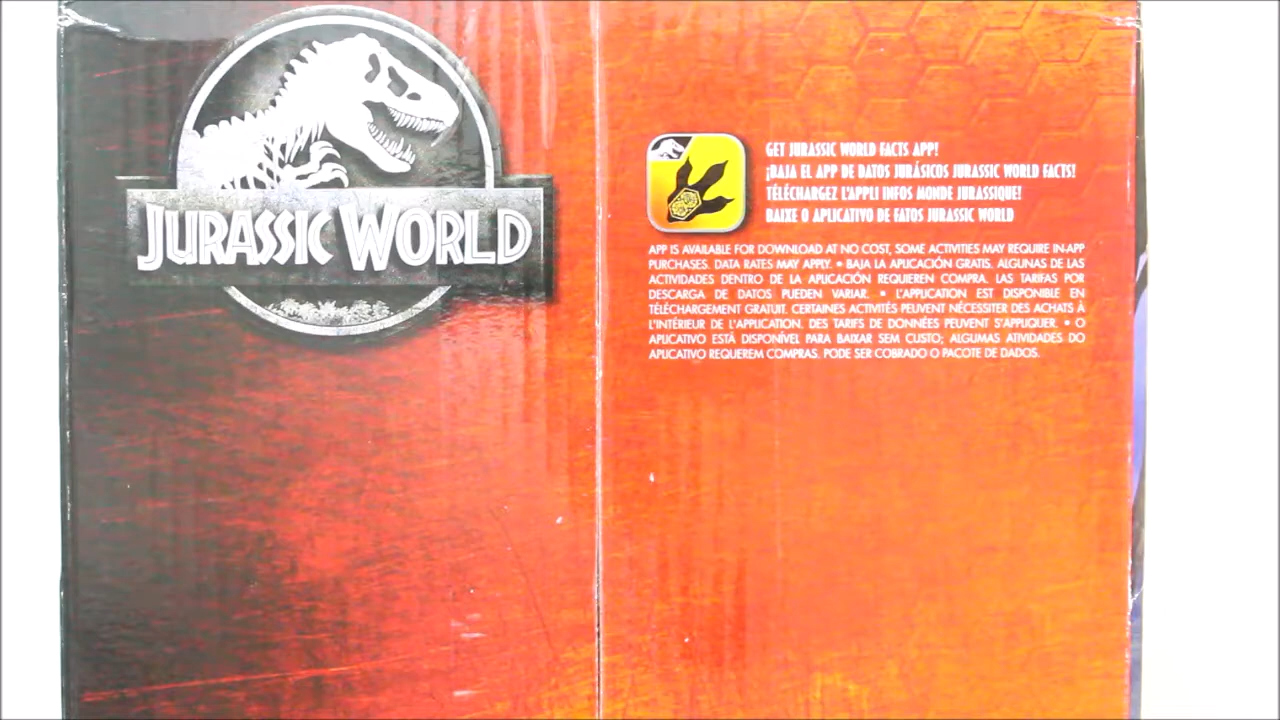 JURASSIC WORLD
GET JURASSIC WORLD FACTS APP!
¡BAJA EL APP DE DATOS JURÁSICOS JURASSIC WORLD FACTS!
TÉLÉCHARGEZ L'APPLI INFOS MONDE JURASSIQUE!
BAIXE O APLICATIVO DE FATOS JURASSIC WORLD
APP IS AVAILABLE FOR DOWNLOAD AT NO COST, SOME ACTIVITIES MAY REQUIRE IN-APP
PURCHASES. DATA RATES MAY APPLY. • BAJA LA APLICACIÓN GRATIS. ALGUNAS DE LAS
ACTIVIDADES DENTRO DE LA APLICACIÓN REQUIEREN COMPRA. LAS TARIFAS POR
DESCARGA DE DATOS PUEDEN VARIAR. • L'APPLICATION EST DISPONIBLE EN
TÉLÉCHARGEMENT GRATUIT. CERTAINES ACTIVITÉS PEUVENT NÉCESSITER DES ACHATS À
L'INTÉRIEUR DE L'APPLICATION. DES TARIFS DE DONNÉES PEUVENT S'APPLIQUER. • O
APLICATIVO ESTÁ DISPONÍVEL PARA BAIXAR SEM CUSTO; ALGUMAS ATIVIDADES DO
APLICATIVO REQUEREM COMPRAS. PODE SER COBRADO O PACOTE DE DADOS.